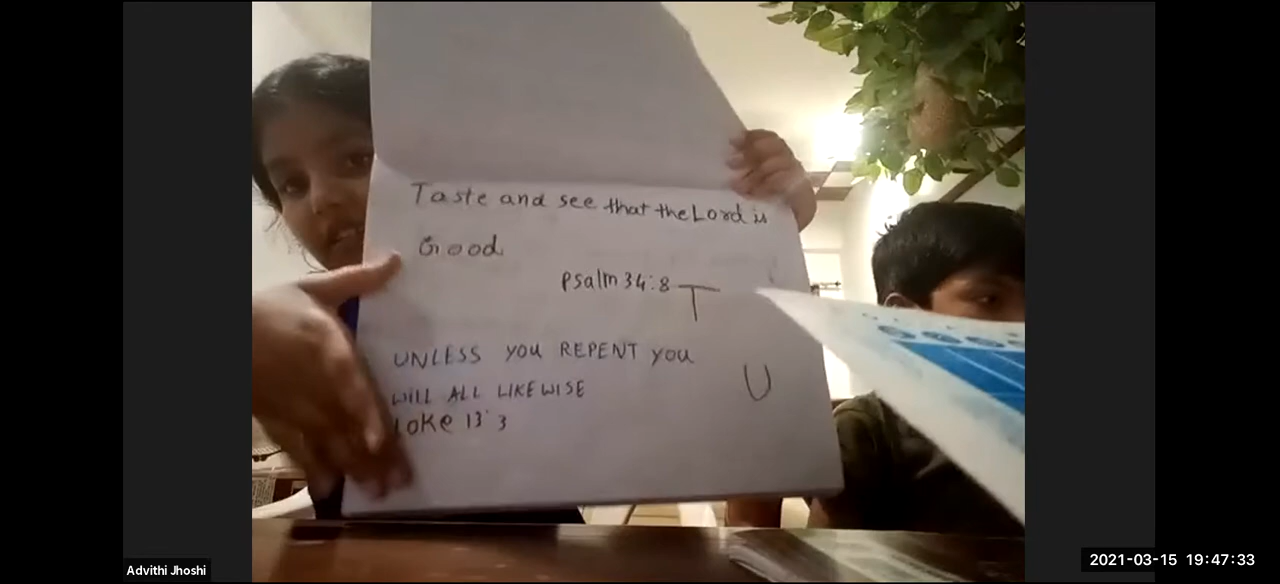 Taste and see that the Lord is
Good
Psalm 34:8
T
UNLESS you REPENT you
WILL ALL LIKEWISE
U
Loke 13:3
Advithi Jhoshi
2021-03-15 19:47:33